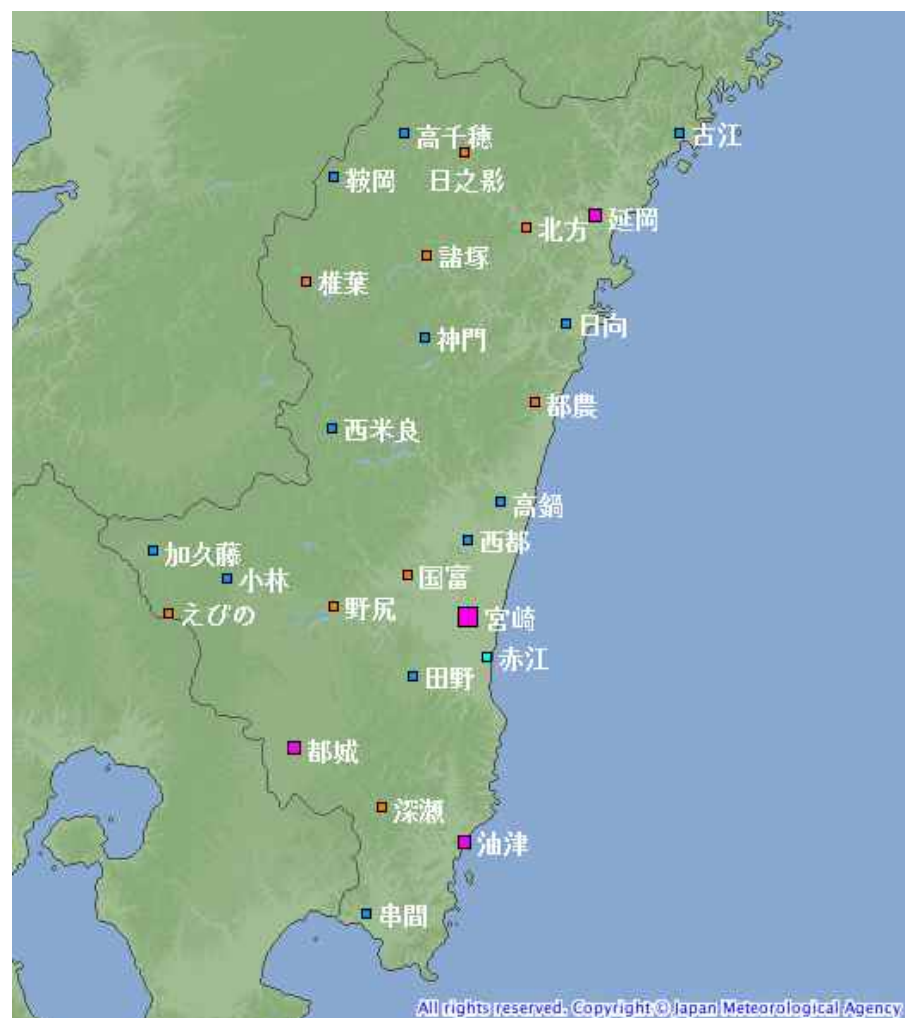 高千穂
古江
鞍岡
日之影
延岡
北方
諸塚
椎葉
日向
神門
都農
西米良
高鍋
西都
加久藤
国富
小林
野尻
えびの
宮崎
赤江
田野
都城
深瀬
油津
串間
All rights reserved. Copyright © Japan Meteorological Agency